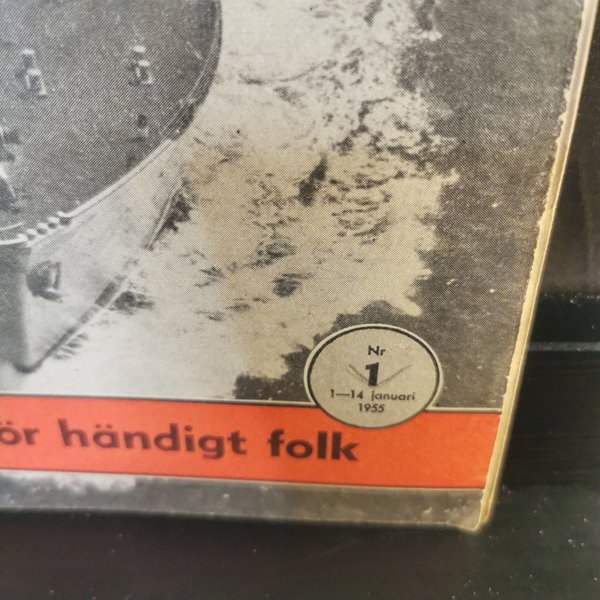 Nr
1
1—14 januari
1955
ör händigt folk